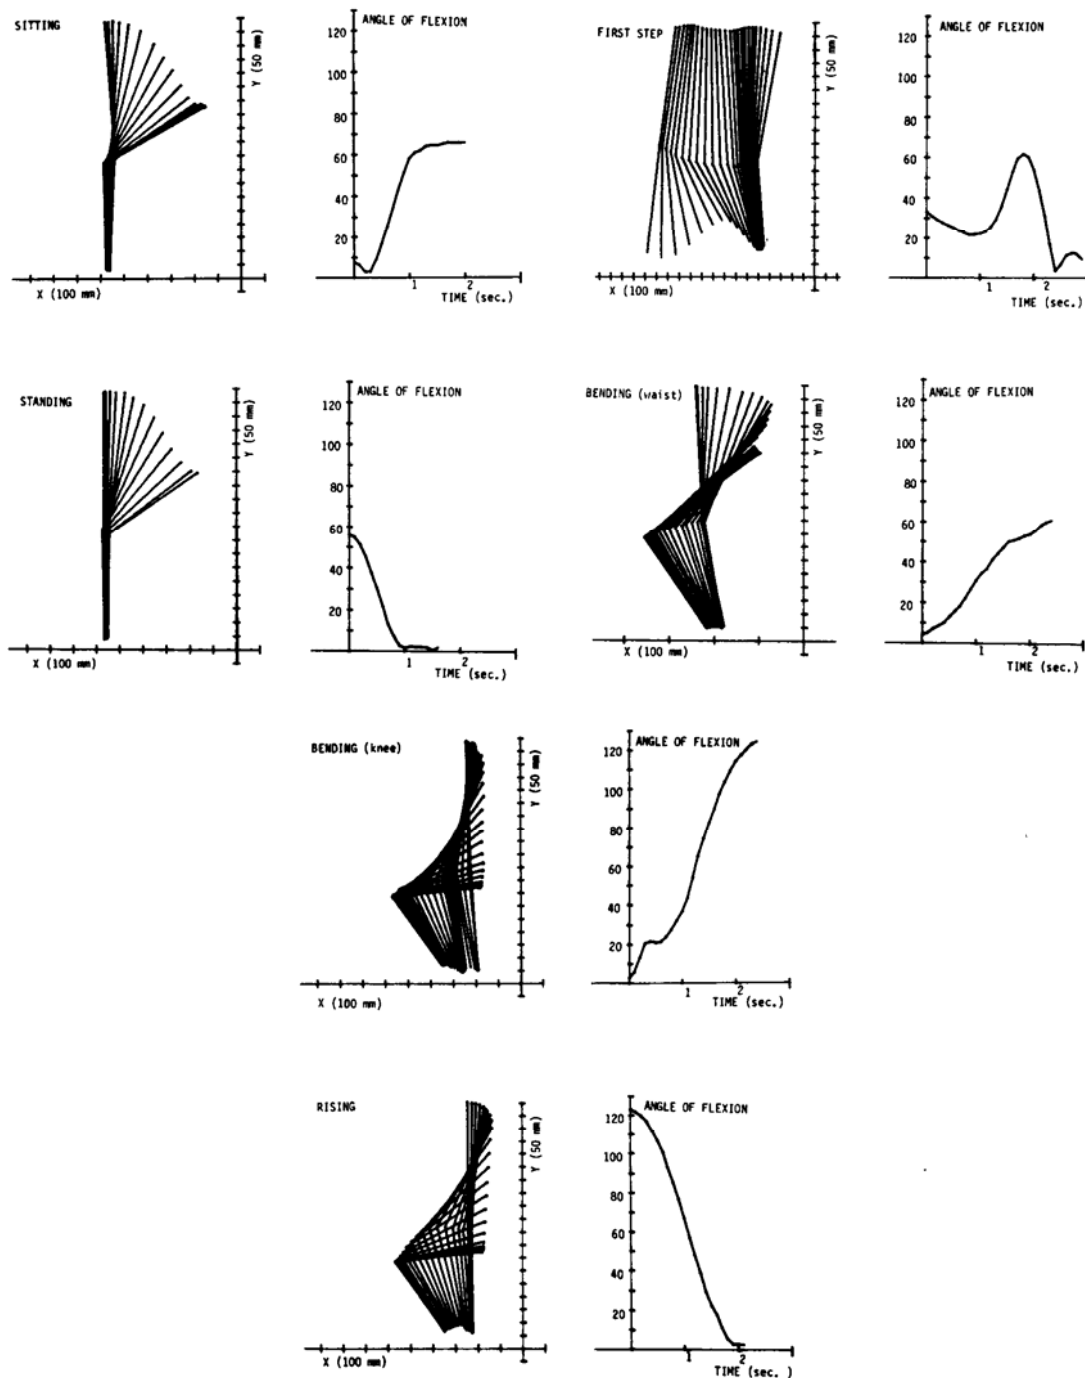 SITTING
ANGLE OF FLEXION
120
100
80
60
40
20
Y (50 mm)
X (100 mm)
1
2
TIME (sec.)
FIRST STEP
ANGLE OF FLEXION
120
100
80
60
40
20
Y (50 mm)
X (100 mm)
1
2
TIME (sec.)
STANDING
ANGLE OF FLEXION
120
100
80
60
40
20
Y (50 mm)
X (100 mm)
1
2
TIME (sec.)
BENDING (waist)
ANGLE OF FLEXION
120
100
80
60
40
20
Y (50 mm)
X (100 mm)
1
2
TIME (sec.)
BENDING (knee)
ANGLE OF FLEXION
120
100
80
60
40
20
Y (50 mm)
X (100 mm)
1
2
TIME (sec.)
RISING
ANGLE OF FLEXION
120
100
80
60
40
20
Y (50 mm)
X (100 mm)
1
2
TIME (sec. )